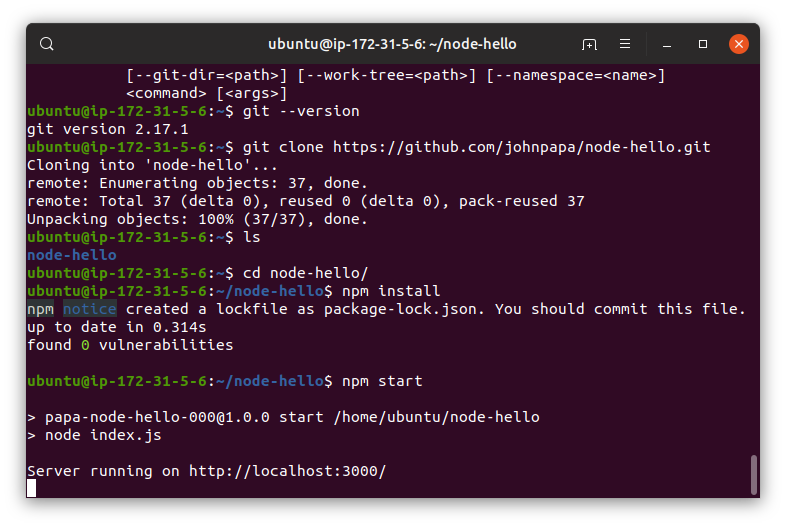 ubuntu@ip-172-31-5-6: ~/node-hello
[--git-dir=<path>] [--work-tree=<path>] [--namespace=<name>]
<command> [<args>]
ubuntu@ip-172-31-5-6:~$ git --version
git version 2.17.1
ubuntu@ip-172-31-5-6:~$ git clone https://github.com/johnpapa/node-hello.git
Cloning into 'node-hello'...
remote: Enumerating objects: 37, done.
remote: Total 37 (delta 0), reused 0 (delta 0), pack-reused 37
Unpacking objects: 100% (37/37), done.
ubuntu@ip-172-31-5-6:~$ ls
node-hello
ubuntu@ip-172-31-5-6:~$ cd node-hello/
ubuntu@ip-172-31-5-6:~/node-hello$ npm install
npm notice created a lockfile as package-lock.json. You should commit this file.
up to date in 0.314s
found 0 vulnerabilities
ubuntu@ip-172-31-5-6:~/node-hello$ npm start
> papa-node-hello-000@1.0.0 start /home/ubuntu/node-hello
> node index.js
Server running on http://localhost:3000/